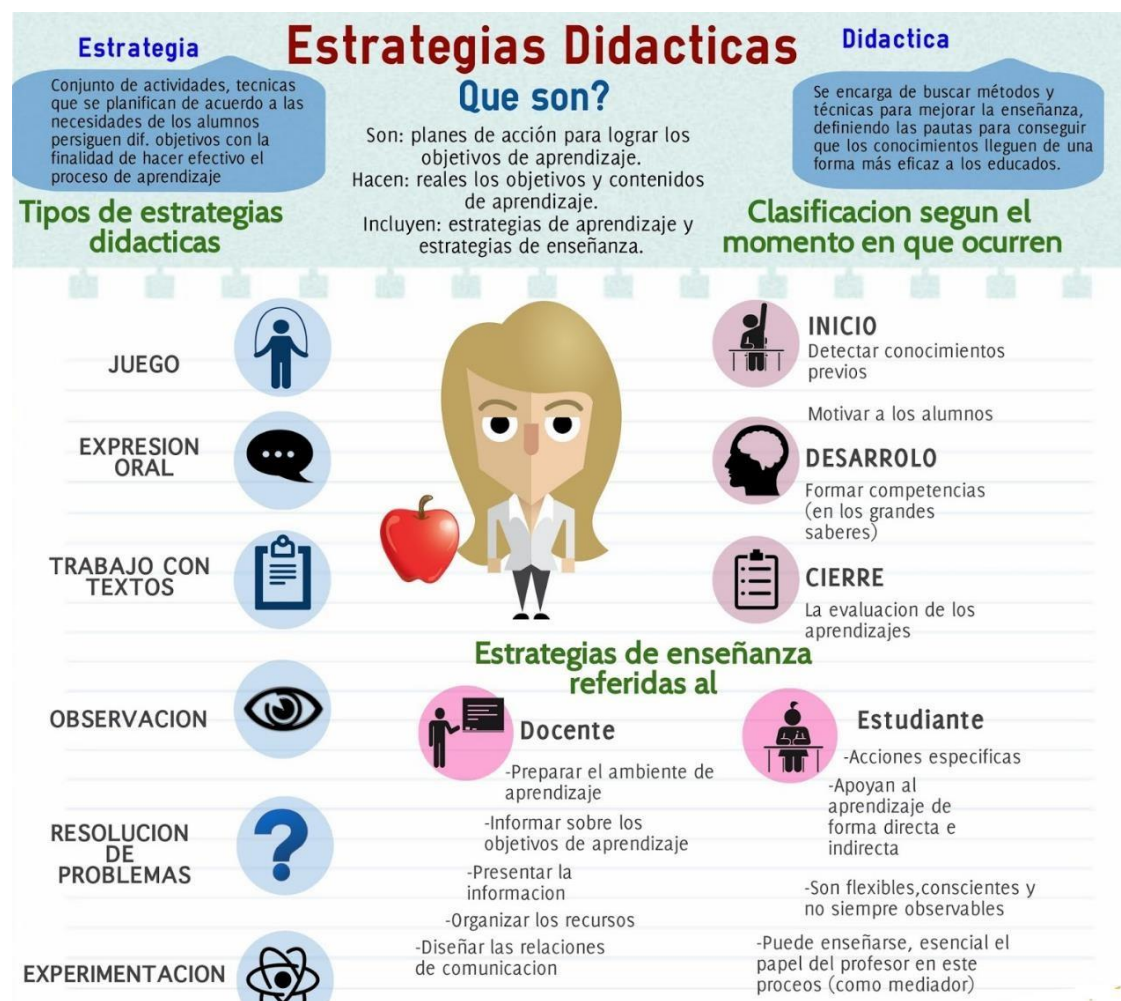 Estrategias Didacticas
Estrategia
Conjunto de actividades, tecnicas
que se planifican de acuerdo a las
necesidades de los alumnos
persiguen dif. objetivos con la
finalidad de hacer efectivo el
proceso de aprendizaje
Que son?
Son: planes de acción para lograr los
objetivos de aprendizaje.
Hacen: reales los objetivos y contenidos
de aprendizaje.
Incluyen: estrategias de aprendizaje y
estrategias de enseñanza.
Didactica
Se encarga de buscar métodos y
técnicas para mejorar la enseñanza,
definiendo las pautas para conseguir
que los conocimientos lleguen de una
forma más eficaz a los educados.
Tipos de estrategias
didacticas
JUEGO
EXPRESION
ORAL
TRABAJO CON
TEXTOS
OBSERVACION
RESOLUCION
DE
PROBLEMAS
EXPERIMENTACION
Clasificacion segun el
momento en que ocurren
INICIO
Detectar conocimientos
previos
Motivar a los alumnos
DESARROLO
Formar competencias
(en los grandes
saberes)
CIERRE
La evaluacion de los
aprendizajes
Estrategias de enseñanza
referidas al
Docente
-Preparar el ambiente de
aprendizaje
-Informar sobre los
objetivos de aprendizaje
-Presentar la
informacion
-Organizar los recursos
-Diseñar las relaciones
de comunicacion
Estudiante
-Acciones especificas
-Apoyan al
aprendizaje de
forma directa e
indirecta
-Son flexibles,conscientes y
no siempre observables
-Puede enseñarse, esencial el
papel del profesor en este
proceos (como mediador)